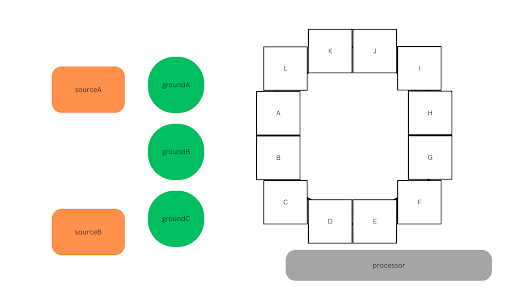 K
J
L
I
sourceA
groundA
A
H
groundB
B
G
C
F
groundC
D
E
sourceB
processor